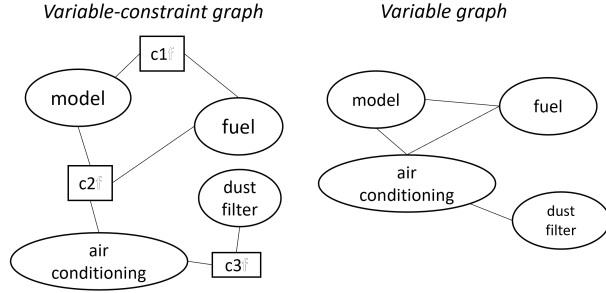 Variable-constraint graph
Variable graph
c1
model
fuel
c2
dust
filter
air
conditioning
c3
model
fuel
air
conditioning
dust
filter